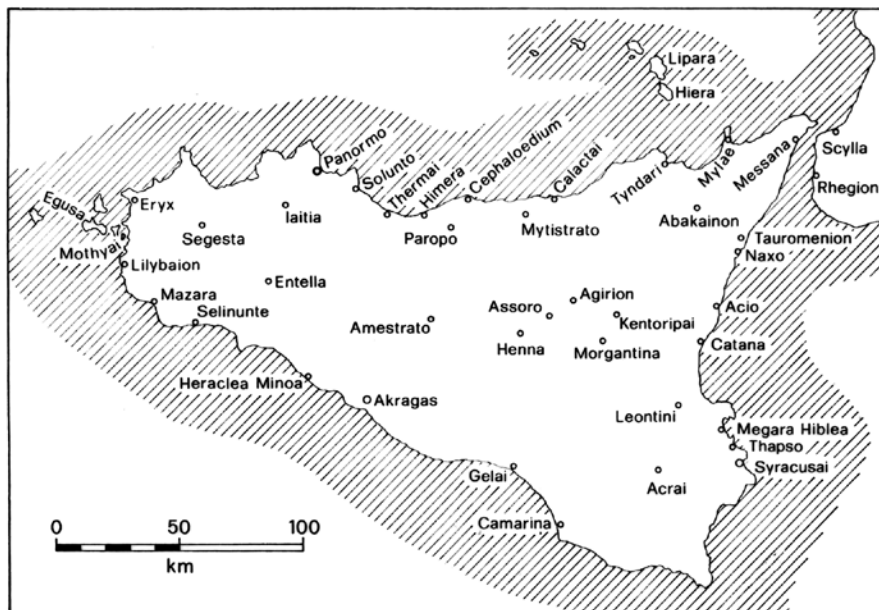 Lipara
Hiera
Panormo
Solunto
Thermai
Himera
Cephaloedium
Calactai
Tyndari
Mylae
Messana
Scylla
Rhegion
Egusa
Eryx
Iaitia
Segesta
Paropo
Mytistrato
Abakainon
Tauromenion
Naxo
Mothyai
Lilybaion
Entella
Mazara
Selinunte
Amestrato
Assoro
Agirion
Kentoripai
Acio
Henna
Morgantina
Catana
Heraclea Minoa
Akragas
Leontini
Megara Hiblea
Thapso
Syracusai
Gelai
Acrai
Camarina
0 50 100
km